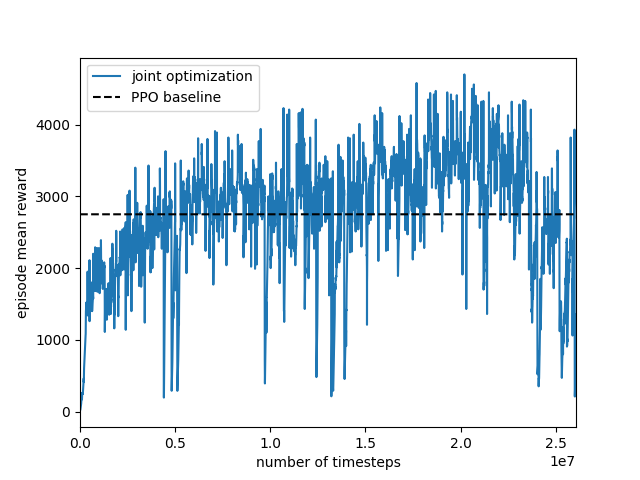 joint optimization
PPO baseline
episode mean reward
4000
3000
2000
1000
0
0.0 0.5 1.0 1.5 2.0 2.5
1e7
number of timesteps